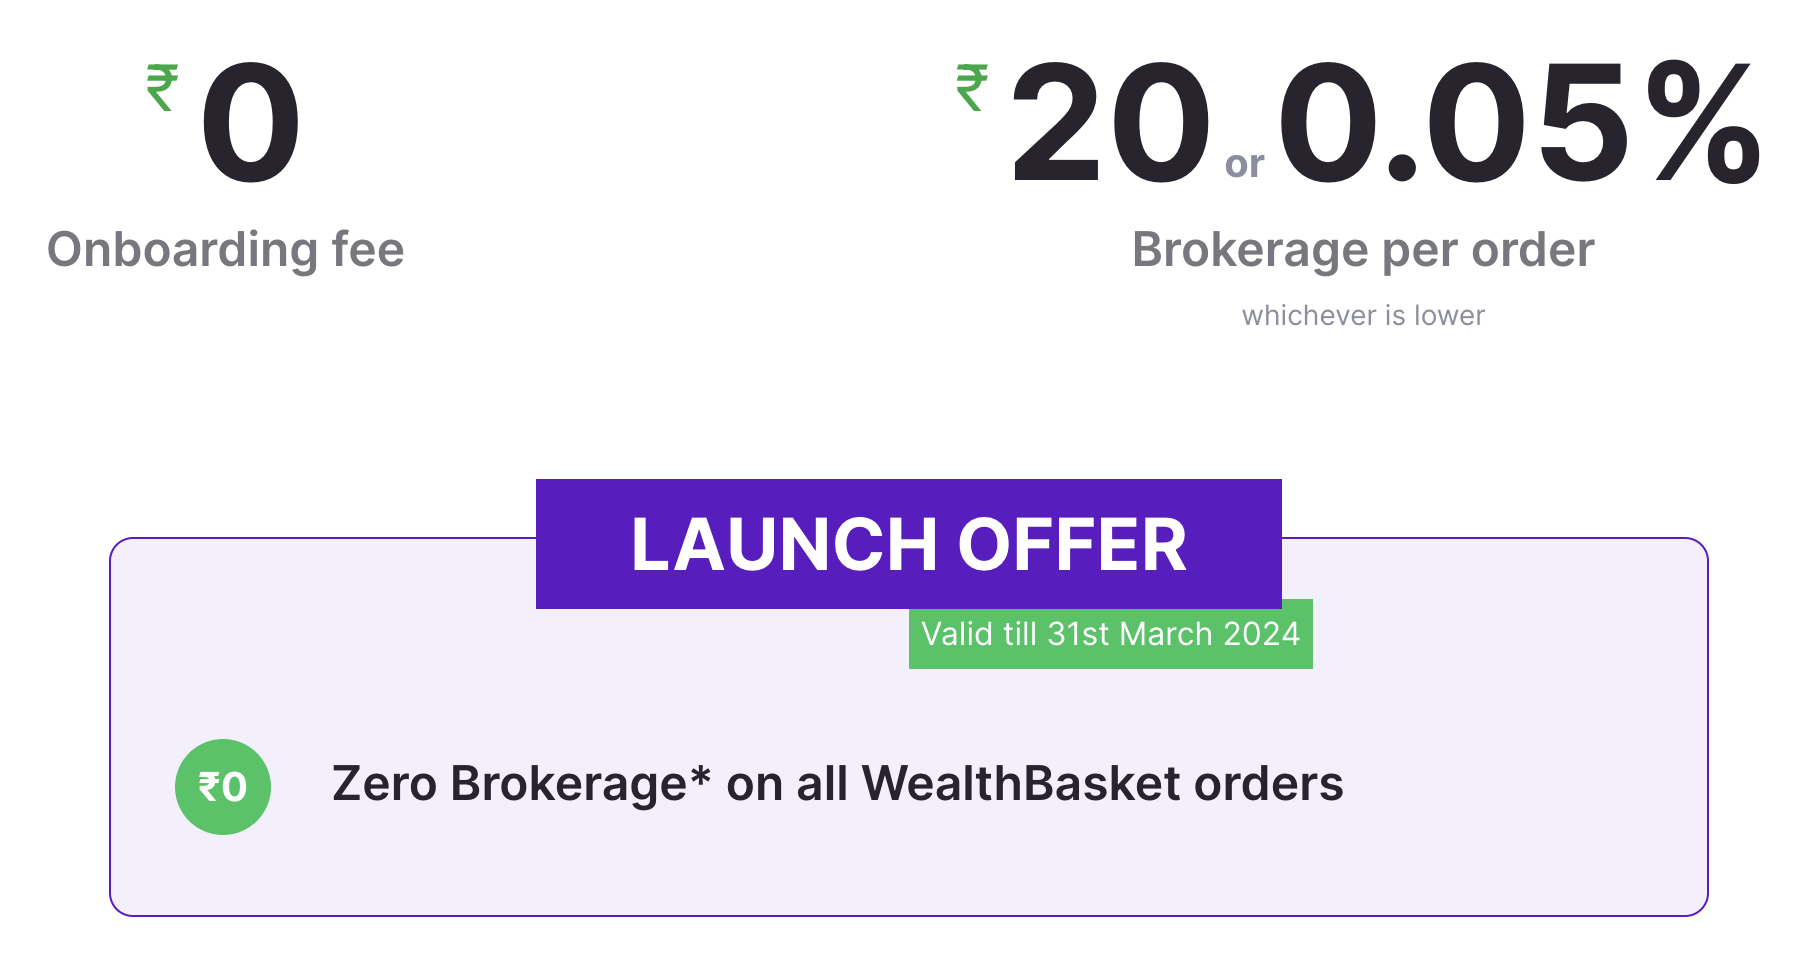 ₹ 0
Onboarding fee
₹ 20 or 0.05%
Brokerage per order
whichever is lower
LAUNCH OFFER
Valid till 31st March 2024
₹0
Zero Brokerage* on all WealthBasket orders